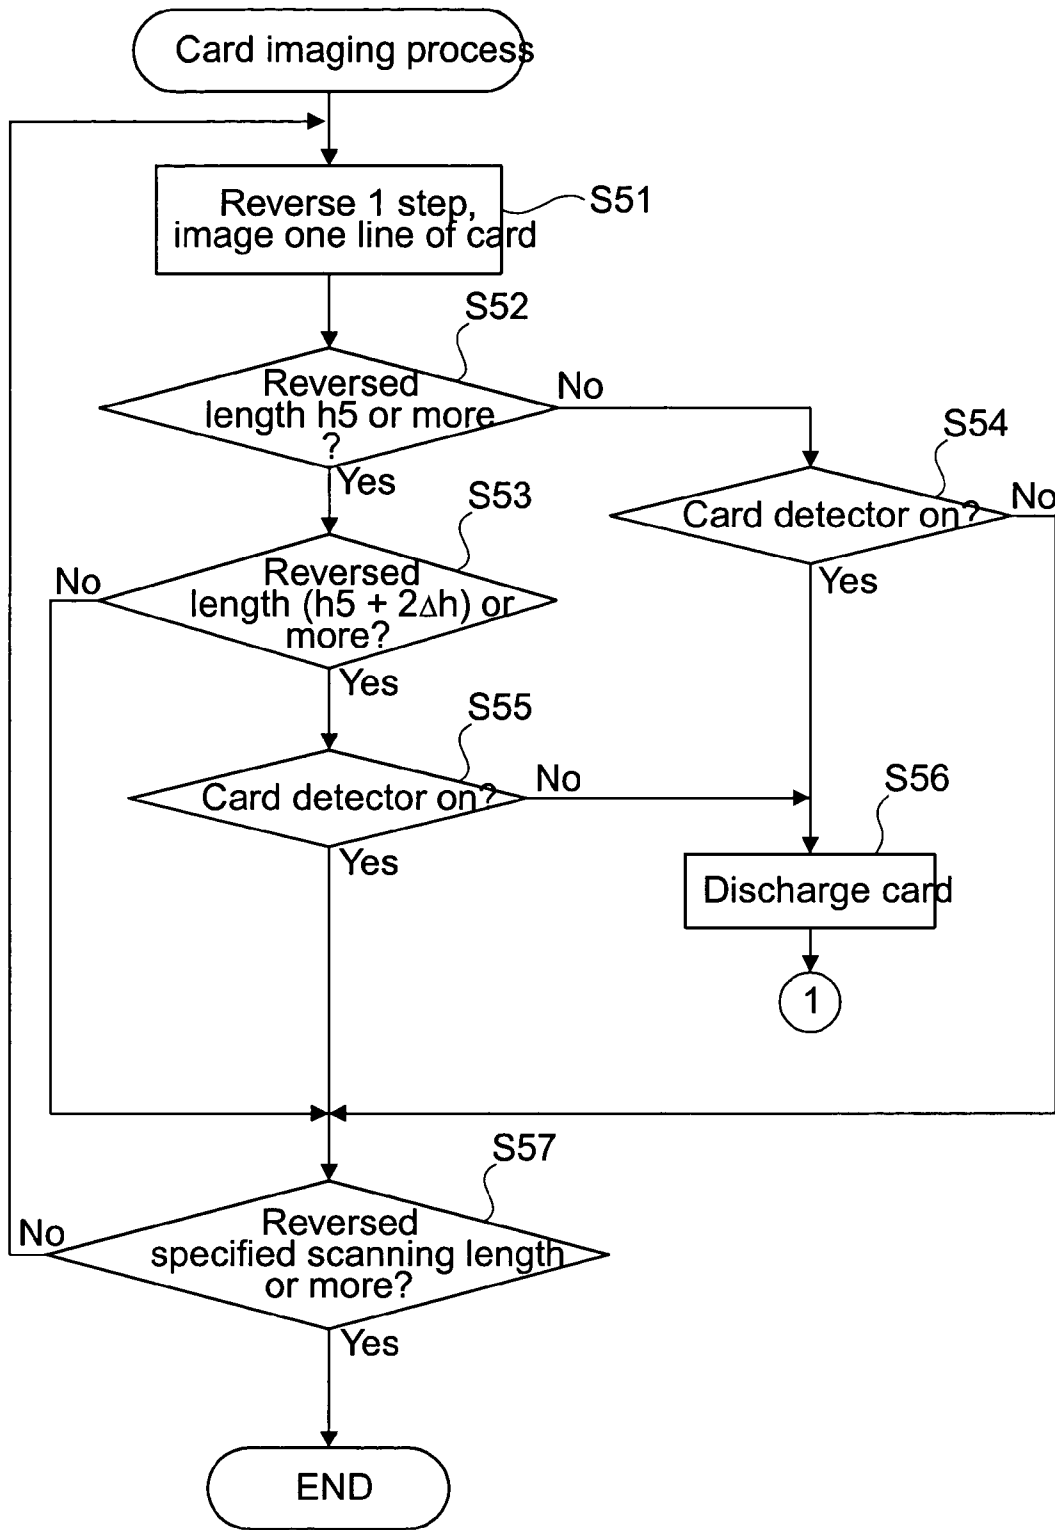 Card imaging process
Reverse 1 step,
image one line of card
S51
S52
Reversed
length h5 or more
?
No
Yes
S54
Card detector on?
No
Yes
S53
No
Reversed
length (h5 + 2Δh) or
more?
Yes
S55
Card detector on?
No
Yes
S56
Discharge card
1
S57
No
Reversed
specified scanning length
or more?
Yes
END